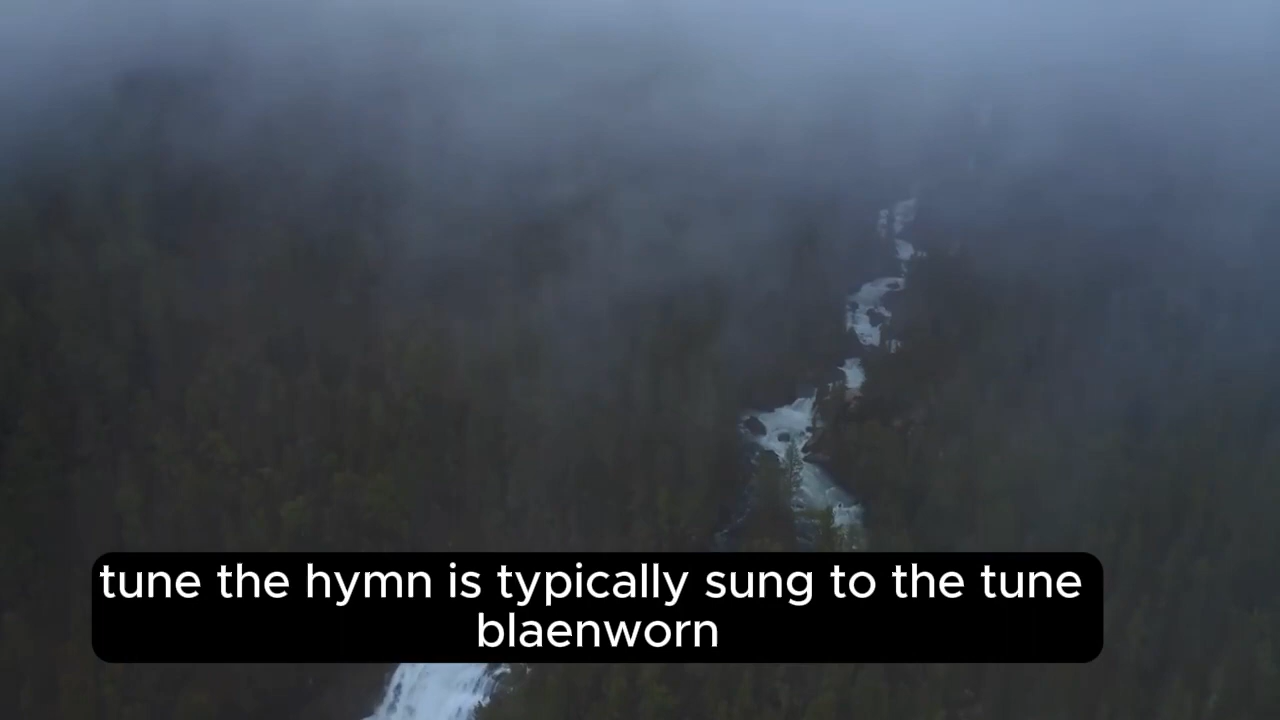 tune the hymn is typically sung to the tune
blaenworn